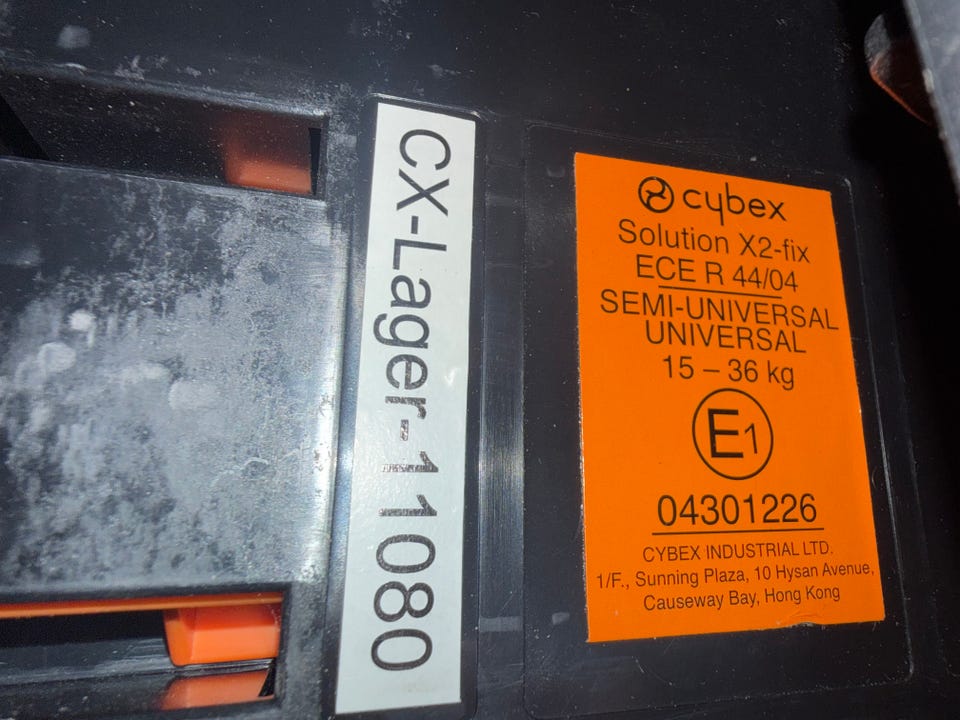 CX-Lager-11080
cybex
Solution X2-fix
ECE R 44/04
SEMI-UNIVERSAL
UNIVERSAL
15 – 36 kg
E1
04301226
CYBEX INDUSTRIAL LTD.
1/F., Sunning Plaza, 10 Hysan Avenue,
Causeway Bay, Hong Kong